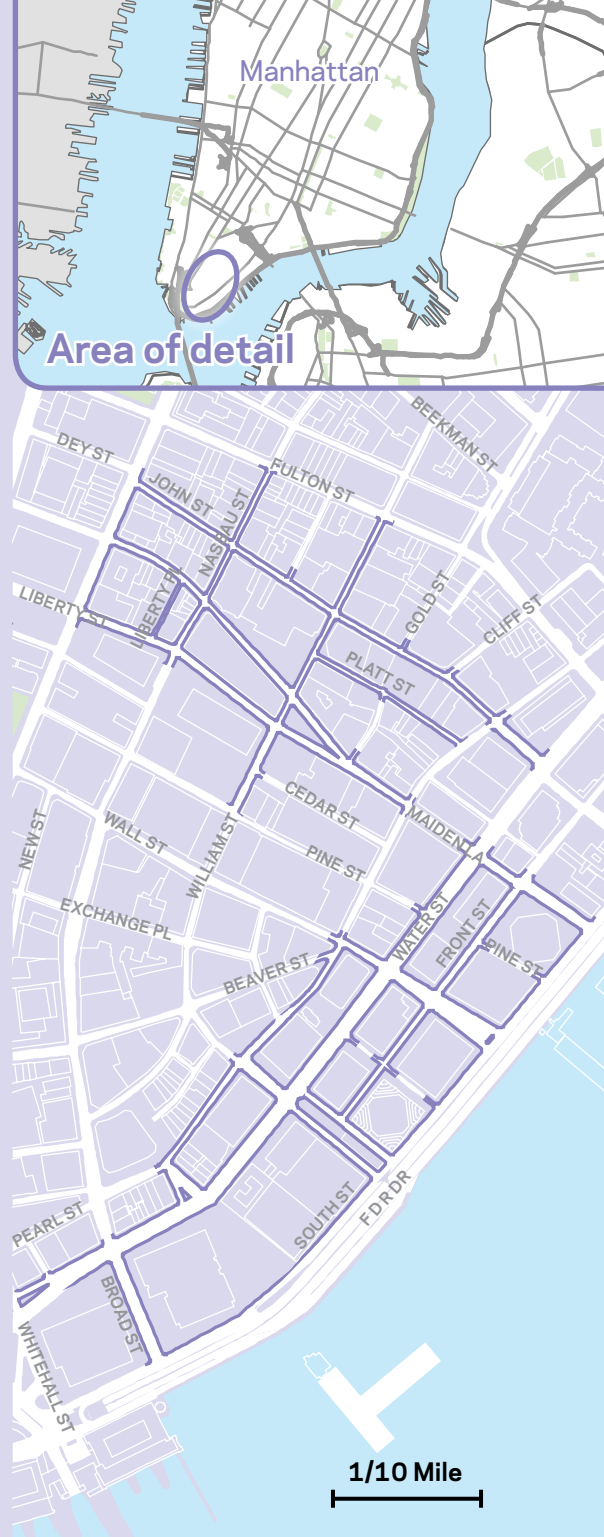 Manhattan
Area of detail
BEEKMAN ST
DEY ST
FULTON ST
JOHN ST
NASSAU ST
LIBERTY PL
LIBERTY ST
GOLD ST
CLIFF ST
PLATT ST
CEDAR ST
MAIDEN LA
NEW ST
WALL ST
WILLIAM ST
PINE ST
EXCHANGE PL
WATER ST
FRONT ST
PINE ST
BEAVER ST
PEARL ST
SOUTH ST
F D R DR
BROAD ST
WHITEHALL ST
1/10 Mile